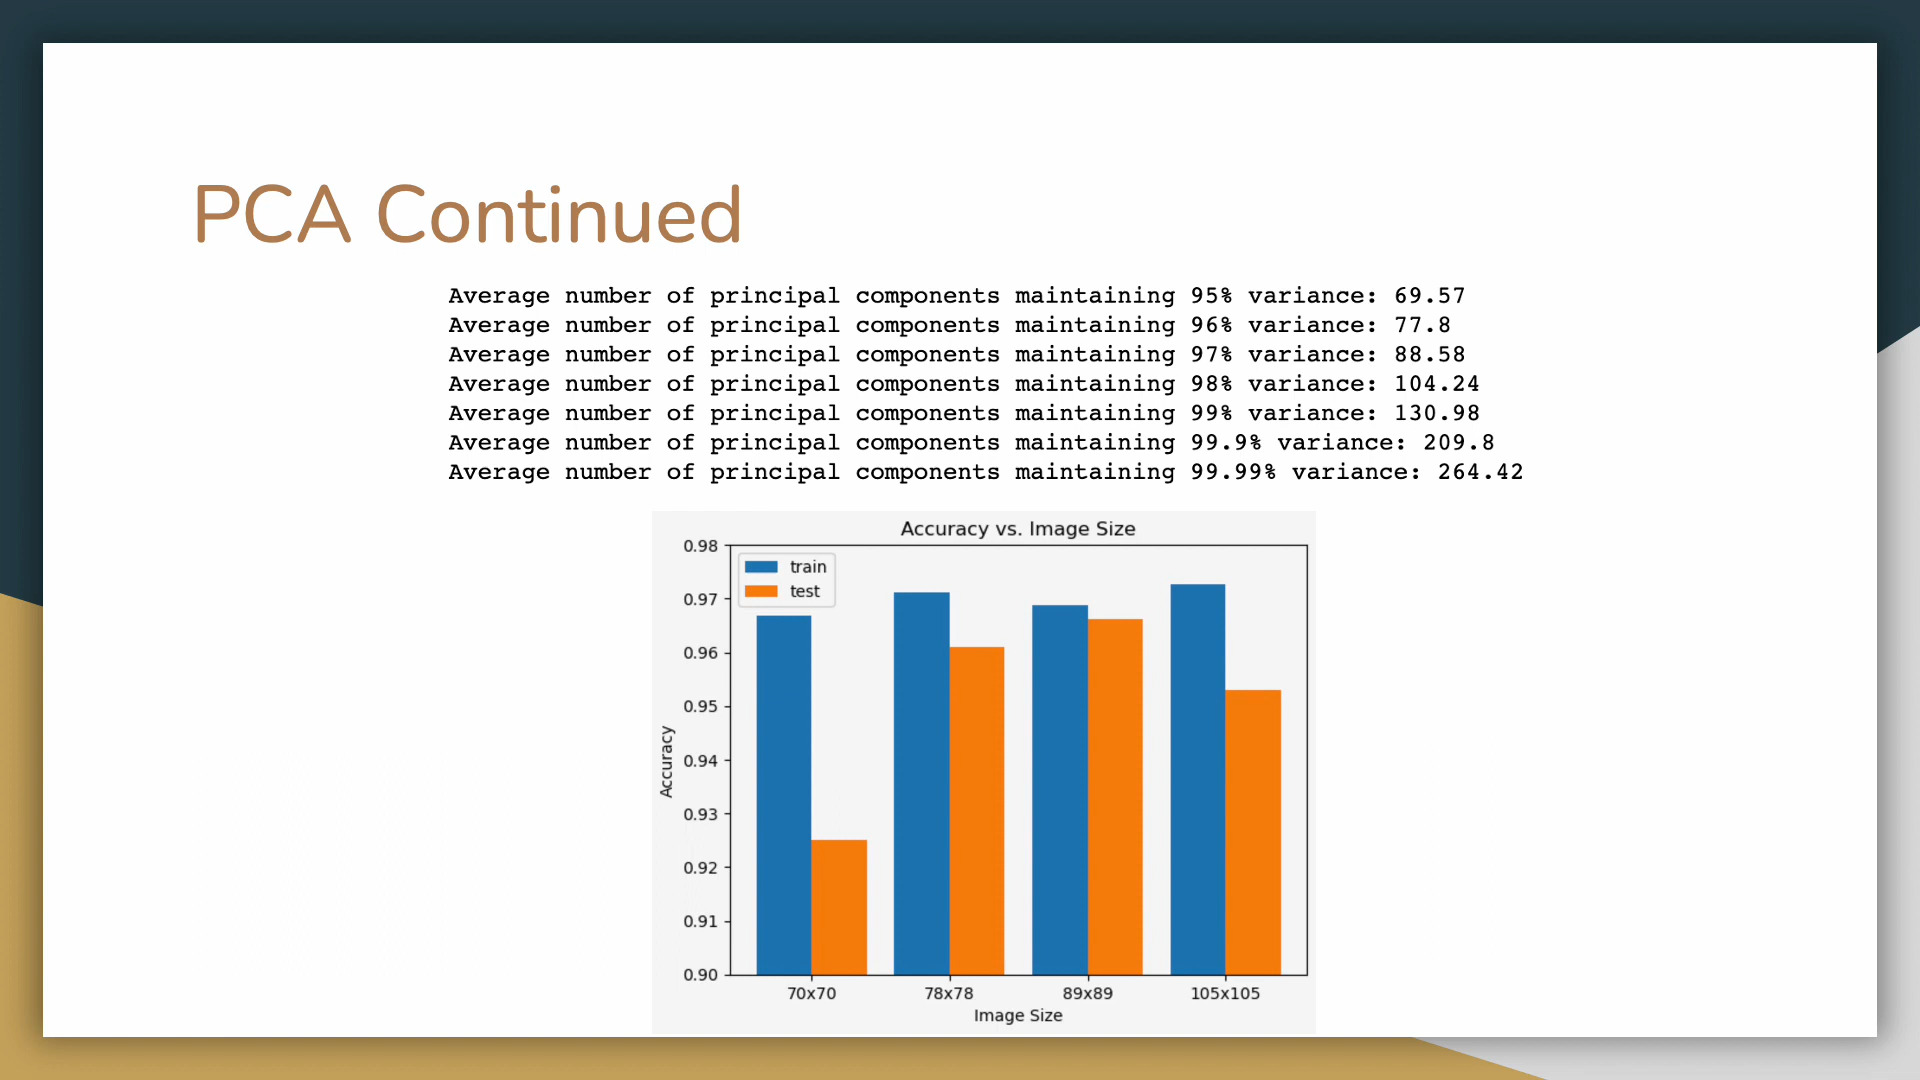 PCA Continued
Average number of principal components maintaining 95% variance: 69.57
Average number of principal components maintaining 96% variance: 77.8
Average number of principal components maintaining 97% variance: 88.58
Average number of principal components maintaining 98% variance: 104.24
Average number of principal components maintaining 99% variance: 130.98
Average number of principal components maintaining 99.9% variance: 209.8
Average number of principal components maintaining 99.99% variance: 264.42
Accuracy vs. Image Size
train
test
0.98
0.97
0.96
0.95
0.94
0.93
0.92
0.91
0.90
Accuracy
70x70 78x78 89x89 105x105
Image Size